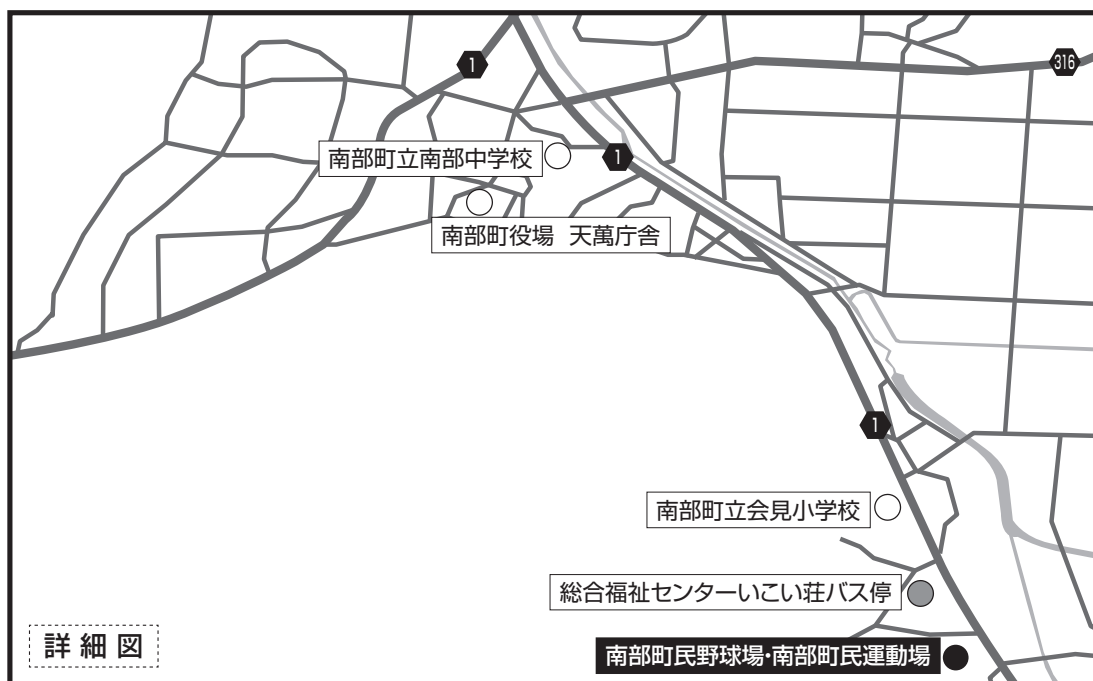 1
316
南部町立南部中学校
1
南部町役場 天萬庁舎
1
南部町立会見小学校
総合福祉センターいこい荘バス停
詳細図
南部町民野球場・南部町民運動場